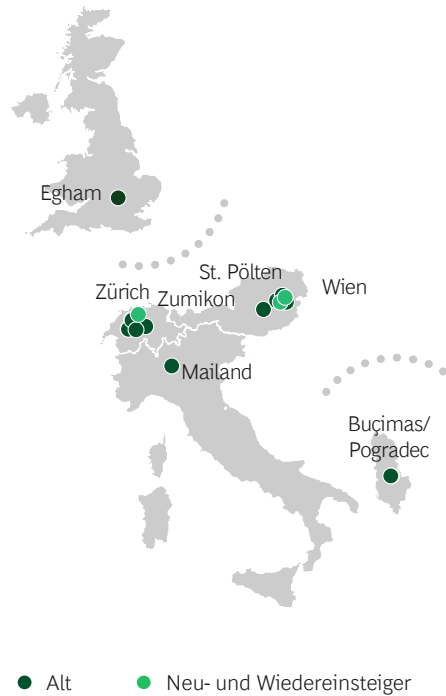 Egham
St. Pölten
Zürich
Zumikon
Wien
Mailand
Buçimas/
Pogradec
Alt
Neu- und Wiedereinsteiger